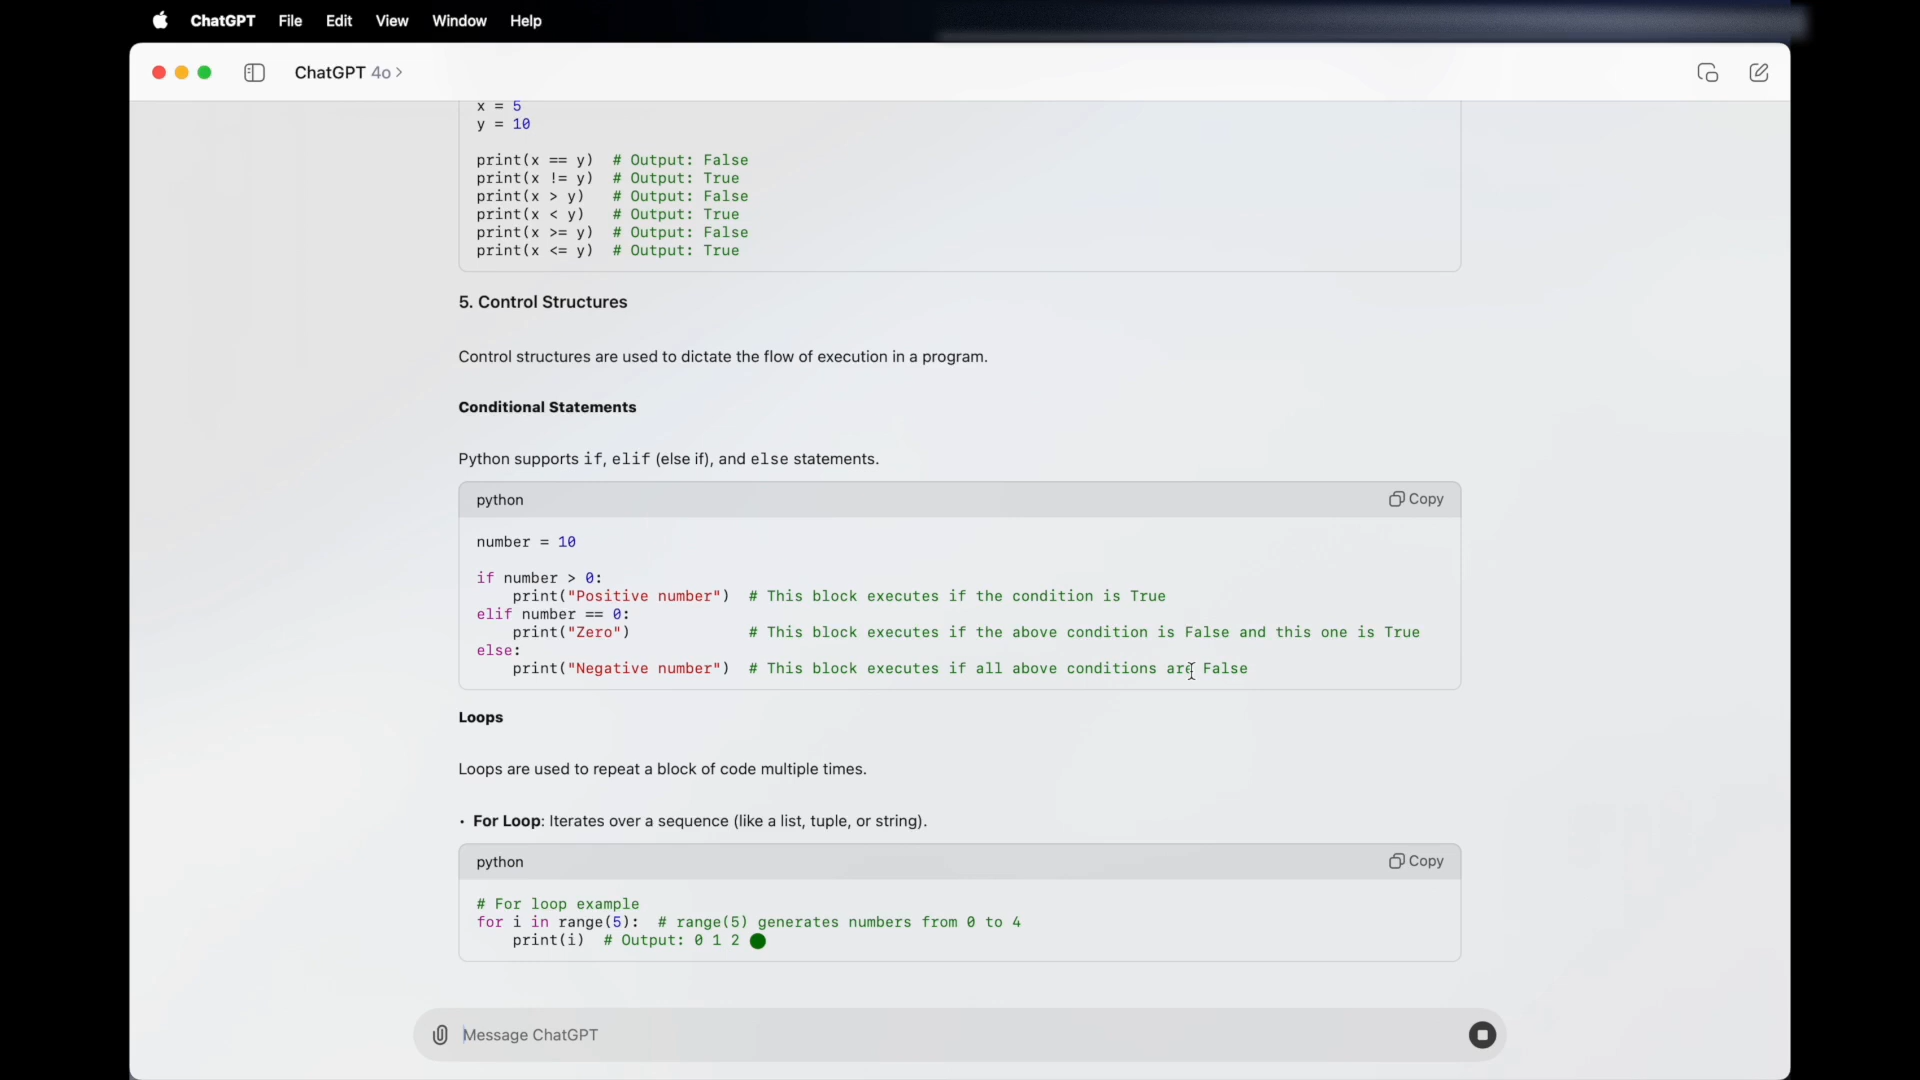 ChatGPT File Edit View Window Help
ChatGPT 4o >
x = 5
y = 10
print(x == y)  # Output: False
print(x != y)  # Output: True
print(x > y)   # Output: False
print(x < y)   # Output: True
print(x >= y)  # Output: False
print(x <= y)  # Output: True
5. Control Structures
Control structures are used to dictate the flow of execution in a program.
Conditional Statements
Python supports if, elif (else if), and else statements.
python Copy
number = 10
if number > 0:
    print("Positive number")  # This block executes if the condition is True
elif number == 0:
    print("Zero")             # This block executes if the above condition is False and this one is True
else:
    print("Negative number")  # This block executes if all above conditions are False
Loops
Loops are used to repeat a block of code multiple times.
• For Loop: Iterates over a sequence (like a list, tuple, or string).
python Copy
# For loop example
for i in range(5):  # range(5) generates numbers from 0 to 4
    print(i)  # Output: 0 1 2
Message ChatGPT